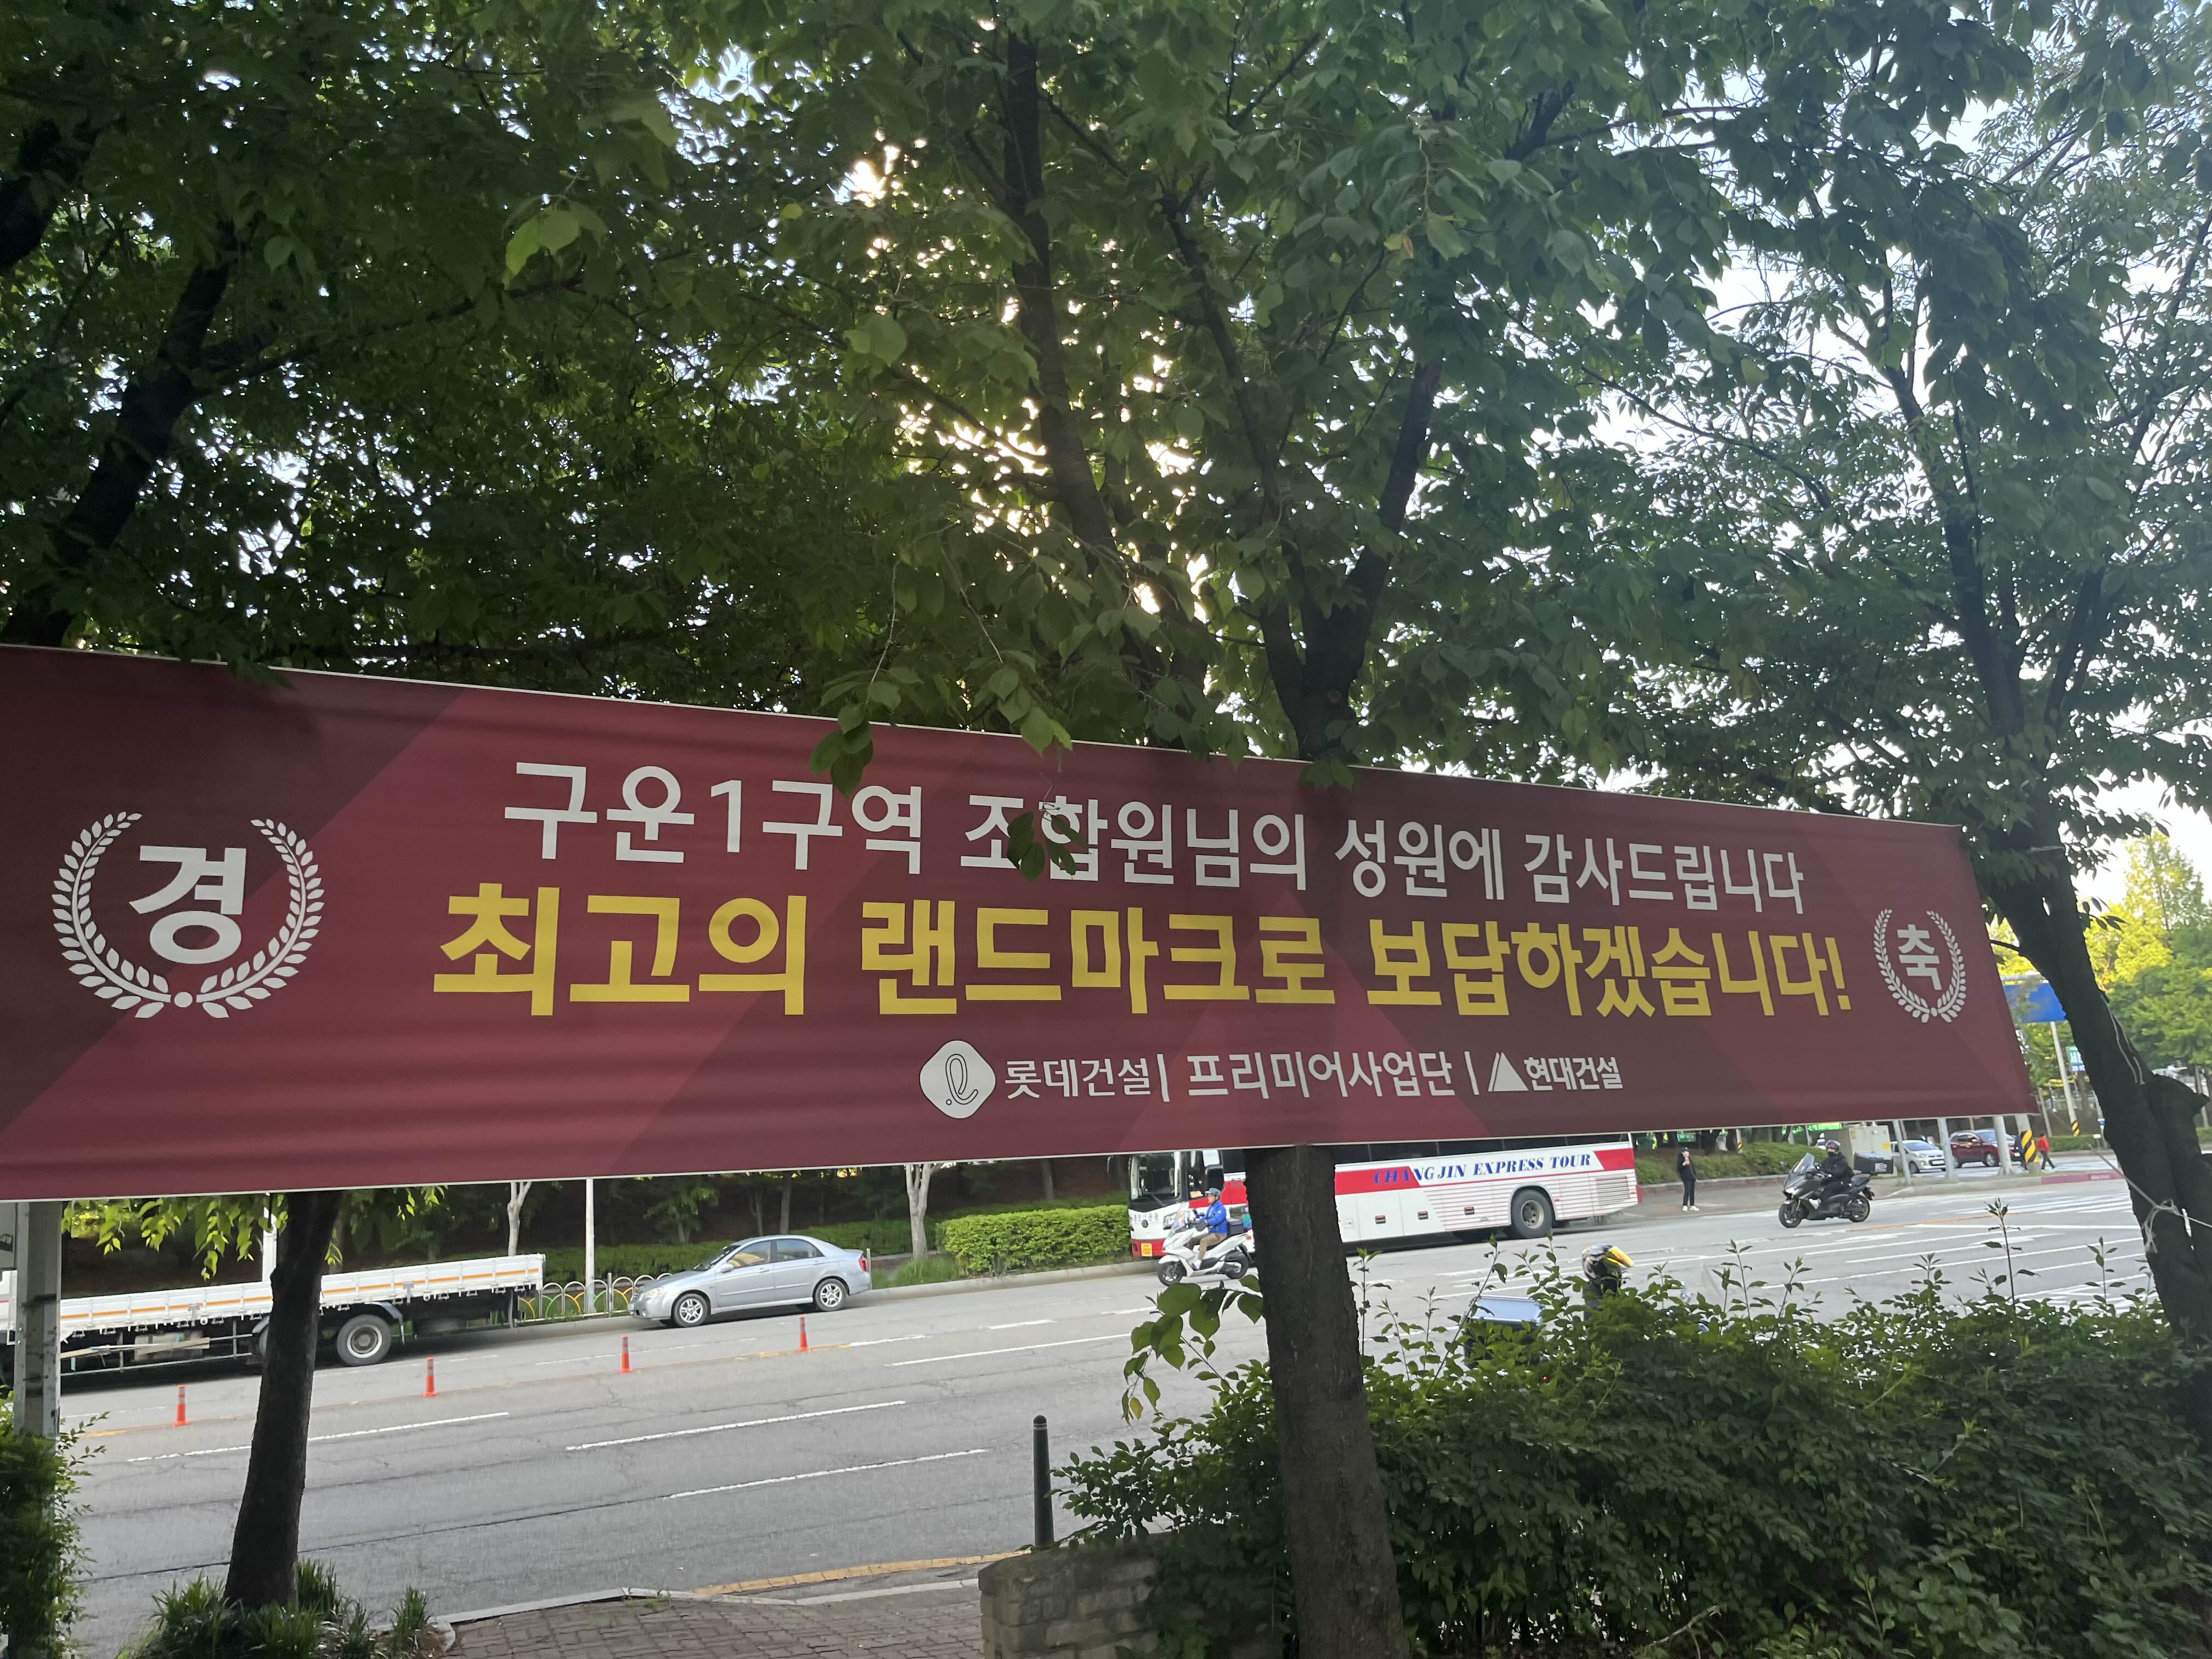 경
구운1구역 조합원님의 성원에 감사드립니다
최고의 랜드마크로 보답하겠습니다!
축
롯데건설 | 프리미어사업단 | 현대건설
CHANGJIN EXPRESS TOUR